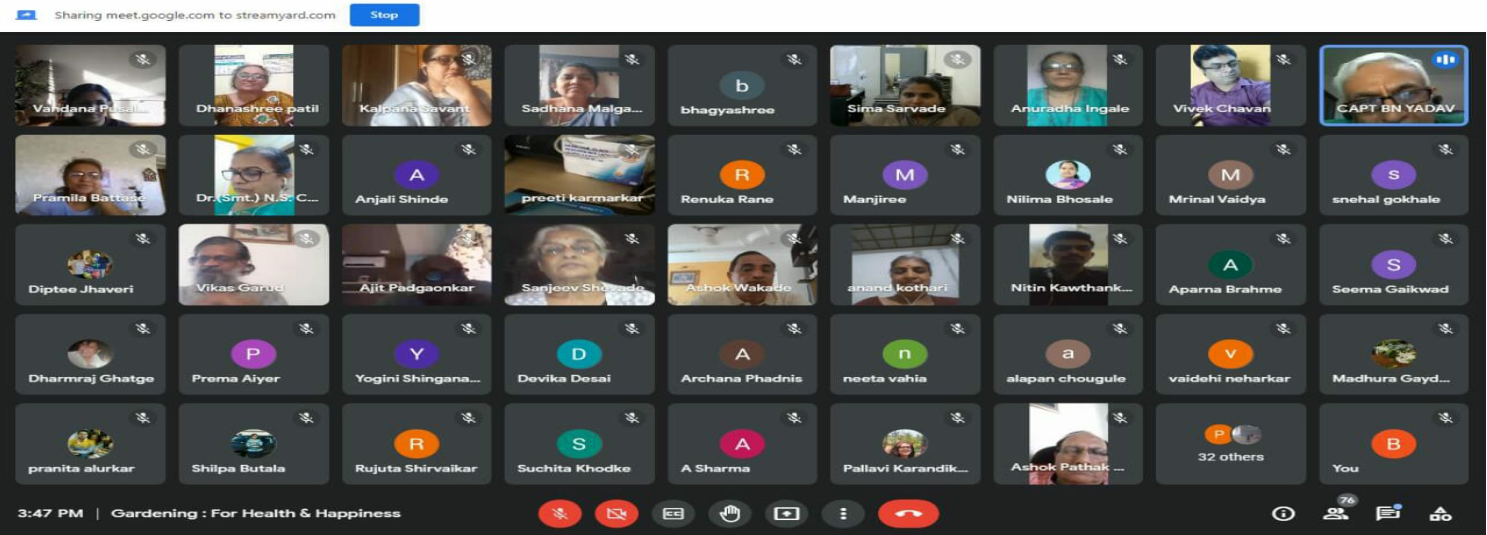 Sharing meet.google.com to streamyard.com Stop
Vandana Pusal...
Dhanashree patil
Kalpana Savant
Sadhana Malga...
b
bhagyashree
Sima Sarvade
Anuradha Ingale
Vivek Chavan
CAPT BN YADAV
Pramila Battase
Dr.(Smt.) N.S. C...
A
Anjali Shinde
preeti karmarkar
R
Renuka Rane
M
Manjiree
Nilima Bhosale
M
Mrinal Vaidya
s
snehal gokhale
Diptee Jhaveri
Vikas Garud
Ajit Padgaonkar
Sanjeev Shevade
Ashok Wakade
anand kothari
Nitin Kawthank...
A
Aparna Brahme
S
Seema Gaikwad
Dharmraj Ghatge
P
Prema Aiyer
Y
Yogini Shingana...
D
Devika Desai
A
Archana Phadnis
n
neeta vahia
a
alapan chougule
v
vaidehi neharkar
Madhura Gayd...
pranita alurkar
Shilpa Butala
R
Rujuta Shirvaikar
S
Suchita Khodke
A
A Sharma
Pallavi Karandik...
Ashok Pathak ...
P
32 others
B
You
3:47 PM | Gardening : For Health & Happiness
CC
76